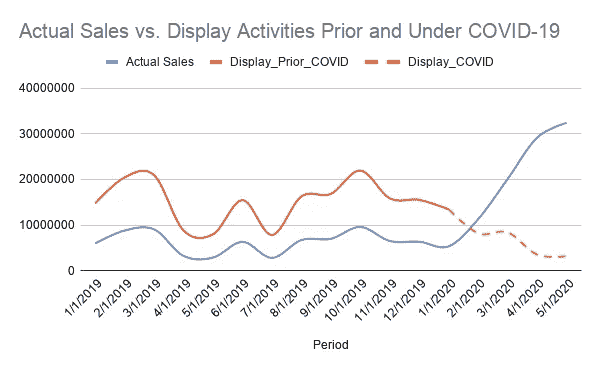 Actual Sales vs. Display Activities Prior and Under COVID-19
Actual Sales Display_Prior_COVID Display_COVID
40000000
30000000
20000000
10000000
0
1/1/2019 2/1/2019 3/1/2019 4/1/2019 5/1/2019 6/1/2019 7/1/2019 8/1/2019 9/1/2019 10/1/2019 11/1/2019 12/1/2019 1/1/2020 2/1/2020 3/1/2020 4/1/2020 5/1/2020
Period